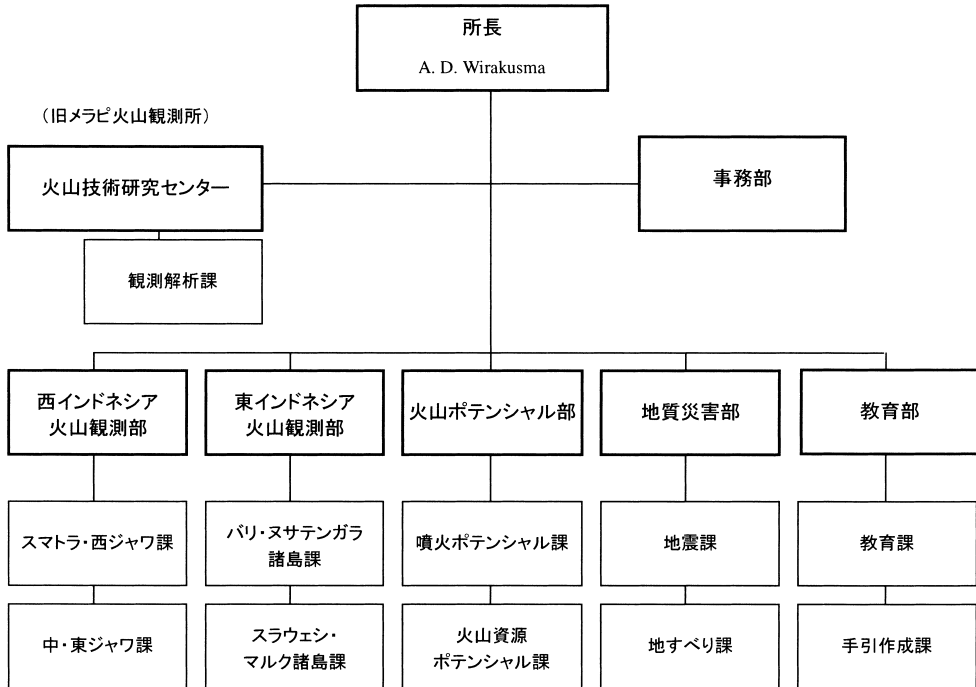 所長
A. D. Wirakusma
(旧メラピ火山観測所)
火山技術研究センター
事務部
観測解析課
西インドネシア
火山観測部
東インドネシア
火山観測部
火山ポテンシャル部
地質災害部
教育部
スマトラ・西ジャワ課
バリ・ヌサテンガラ
諸島課
噴火ポテンシャル課
地震課
教育課
中・東ジャワ課
スラウェシ・
マルク諸島課
火山資源
ポテンシャル課
地すべり課
手引作成課